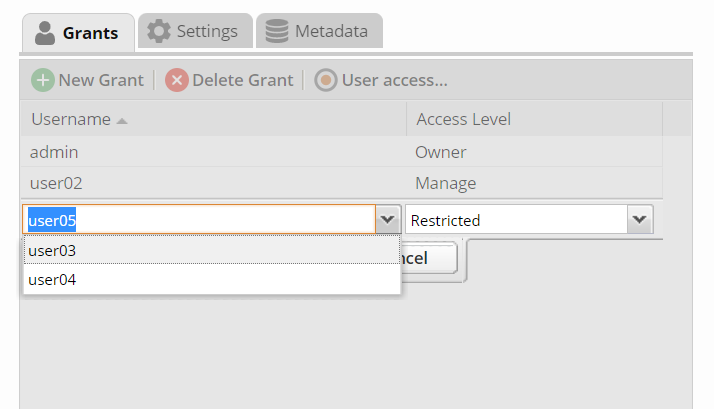 Grants Settings Metadata
New Grant Delete Grant User access...
Username Access Level
admin Owner
user02 Manage
user05 Restricted
user03
user04